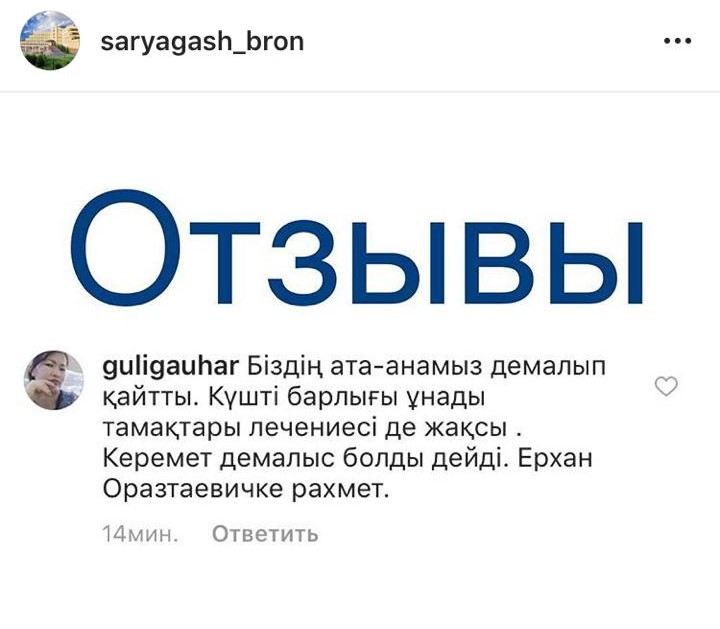 saryagash_bron
Отзывы
guligauhar Біздің ата-анамыз демалып
қайтты. Күшті барлығы ұнады
тамақтары лечениесі де жақсы .
Керемет демалыс болды дейді. Ерхан
Оразтаевичке рахмет.
14мин. Ответить